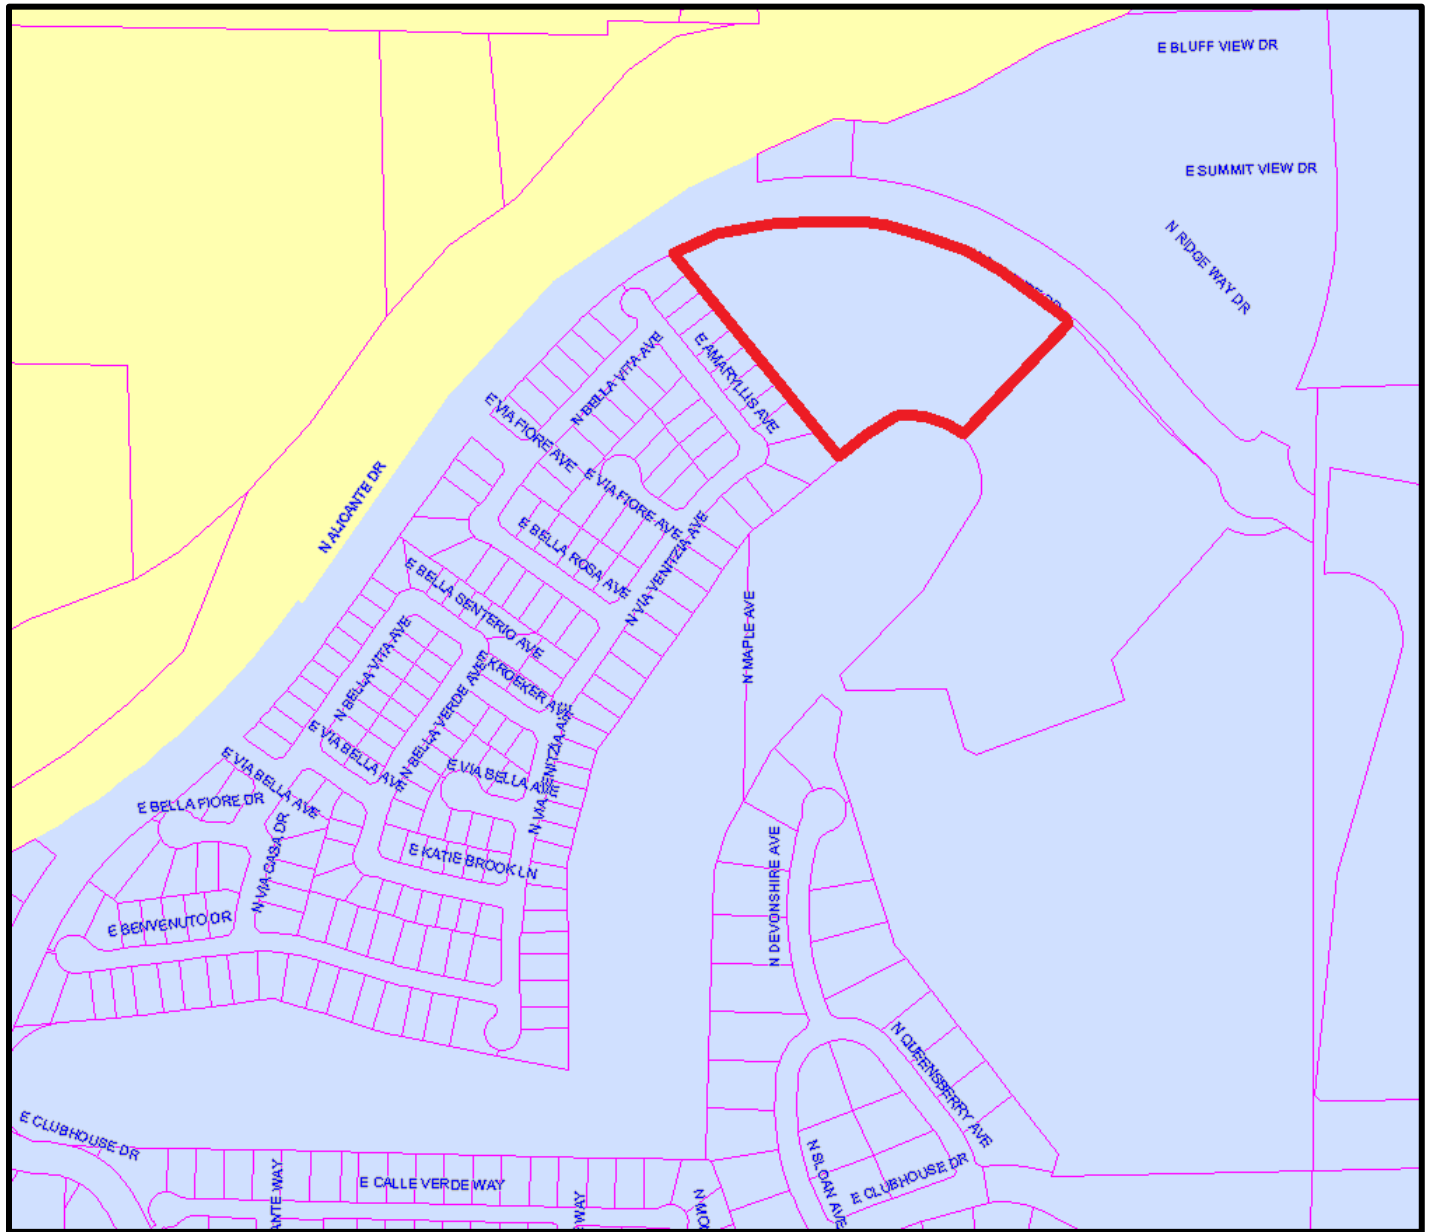 E BLUFF VIEW DR
E SUMMIT VIEW DR
N RIDGE WAY DR
E AMARYLLIS AVE
N BELLA VITA AVE
E VIA FIORE AVE
E VIA FIORE AVE
N ALICANTE DR
E BELLA ROSA AVE
N VIA VENITZIA AVE
E BELLA SENTERIO AVE
N MAPLE AVE
N BELLA VITA AVE
E KROEKER AVE
N BELLA VERDE AVE
E VIA BELLA AVE
E VIA BELLA AVE
E VIA BELLA AVE
N VIA VENITZIA AVE
E BELLA FIORE DR
N VIA CASA DR
E KATIE BROOK LN
N DEVONSHIRE AVE
E BENVENUTO DR
N QUEENSBERRY AVE
E CLUBHOUSE DR
E CLUBHOUSE DR
N SLOAN AVE
E CALLE VERDE WAY
ANTE WAY
WAY